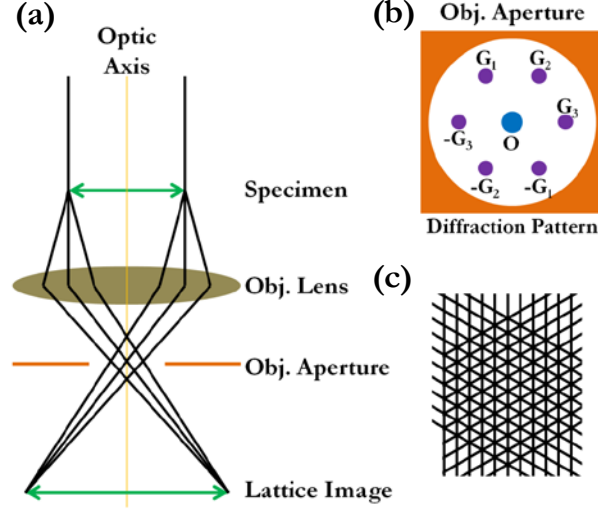 (a)
Optic
Axis
Specimen
Obj. Lens
Obj. Aperture
Lattice Image
(b)
Obj. Aperture
G₁
G₂
G₃
-G₃
O
-G₂
-G₁
Diffraction Pattern
(c)